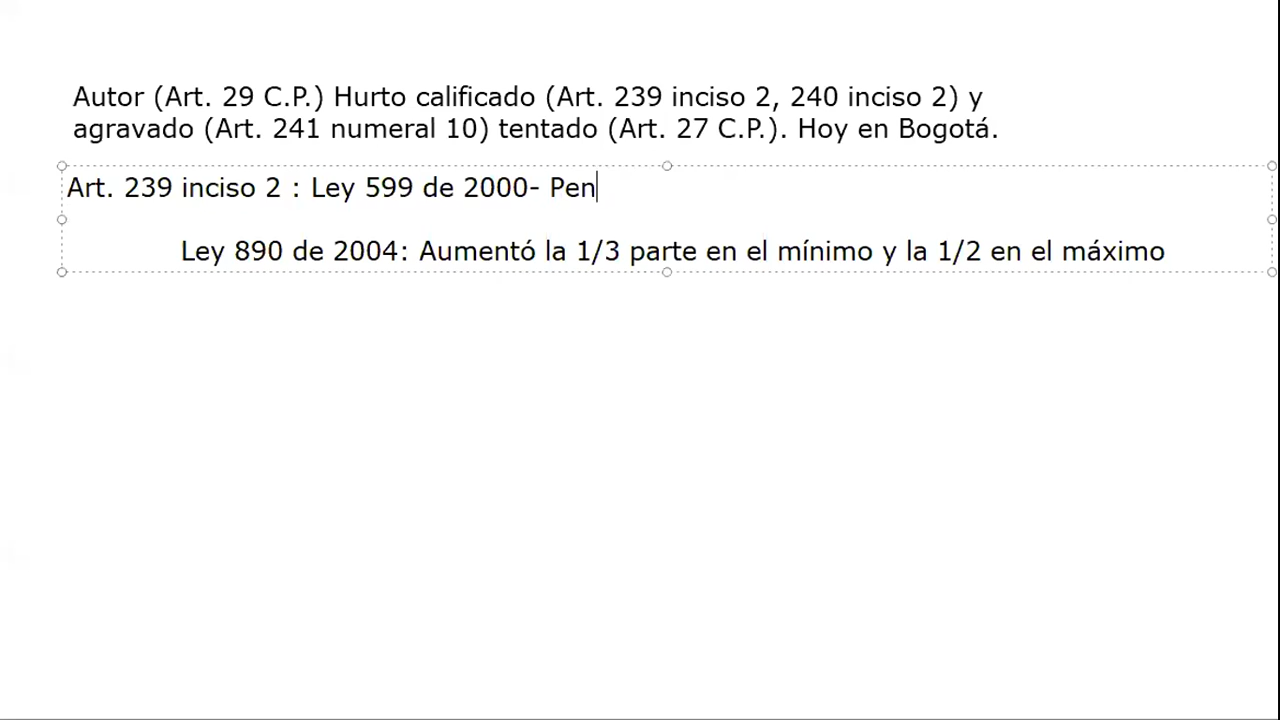 Autor (Art. 29 C.P.) Hurto calificado (Art. 239 inciso 2, 240 inciso 2) y
agravado (Art. 241 numeral 10) tentado (Art. 27 C.P.). Hoy en Bogotá.
Art. 239 inciso 2 : Ley 599 de 2000- Pen
Ley 890 de 2004: Aumentó la 1/3 parte en el mínimo y la 1/2 en el máximo